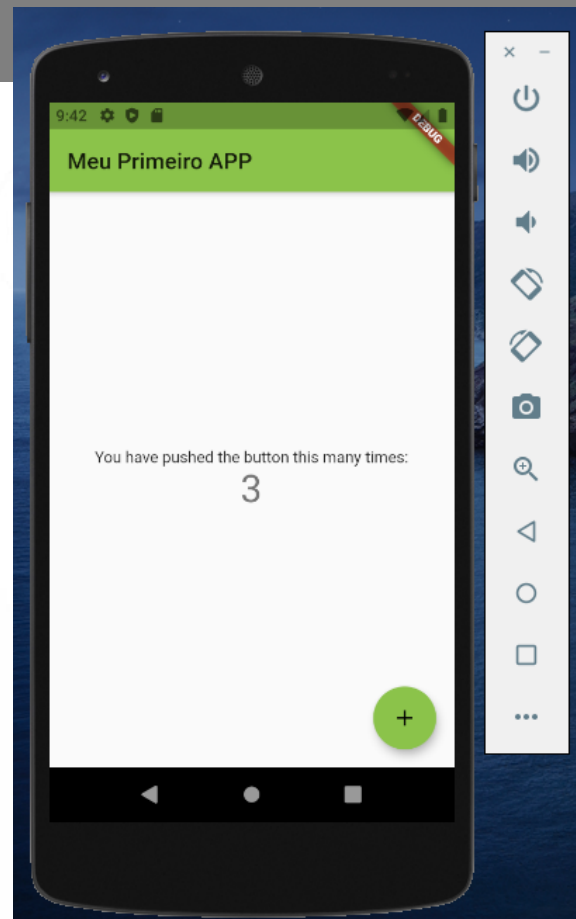 9:42
DEBUG
Meu Primeiro APP
You have pushed the button this many times:
3
+